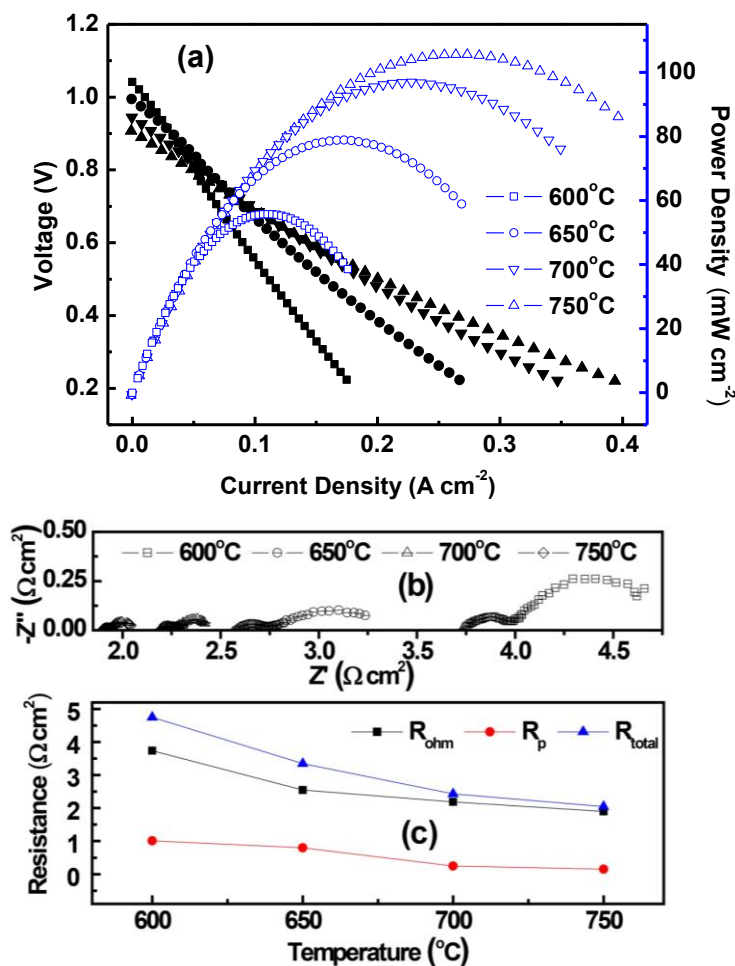 (a)
1.2
1.0
0.8
0.6
0.4
0.2
Voltage (V)
100
80
60
40
20
0
Power Density (mW cm⁻²)
600°C
650°C
700°C
750°C
0.0 0.1 0.2 0.3 0.4
Current Density (A cm⁻²)
0.50
0.25
0.00
-Z'' (Ωcm²)
600°C 650°C 700°C 750°C
(b)
2.0 2.5 3.0 3.5 4.0 4.5
Z' (Ωcm²)
5
4
3
2
1
0
Resistance (Ωcm²)
R_ohm R_p R_total
(c)
600 650 700 750
Temperature (°C)